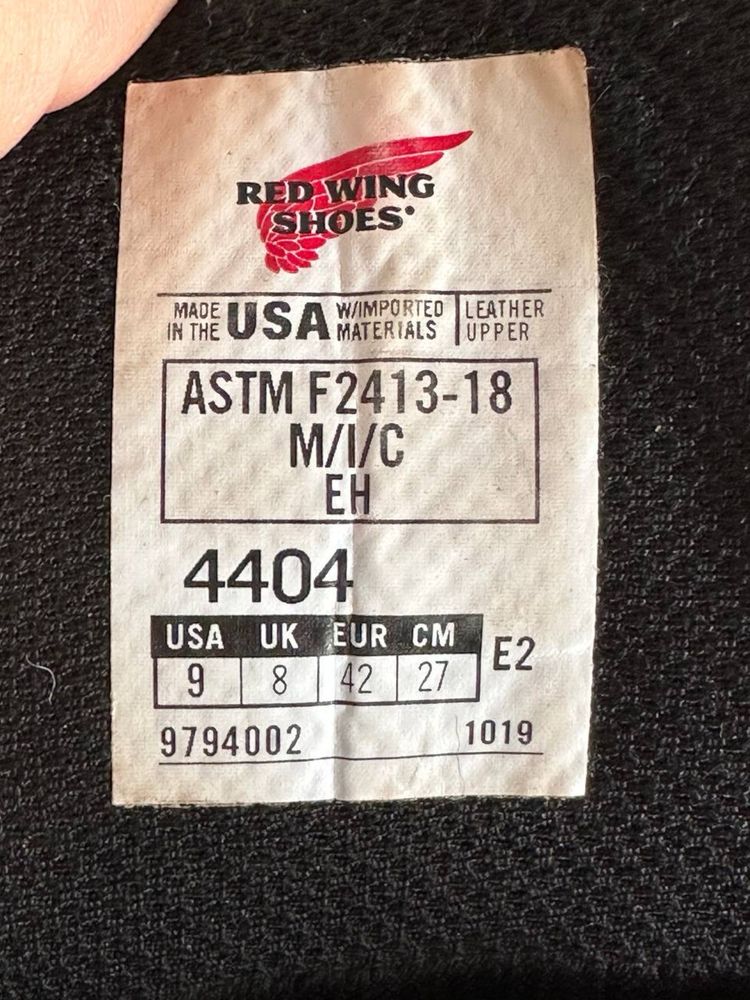 RED WING
SHOES
MADE IN THE USA W/IMPORTED MATERIALS LEATHER UPPER
ASTM F2413-18
M/I/C
EH
4404
USA UK EUR CM
9 8 42 27 E2
9794002 1019